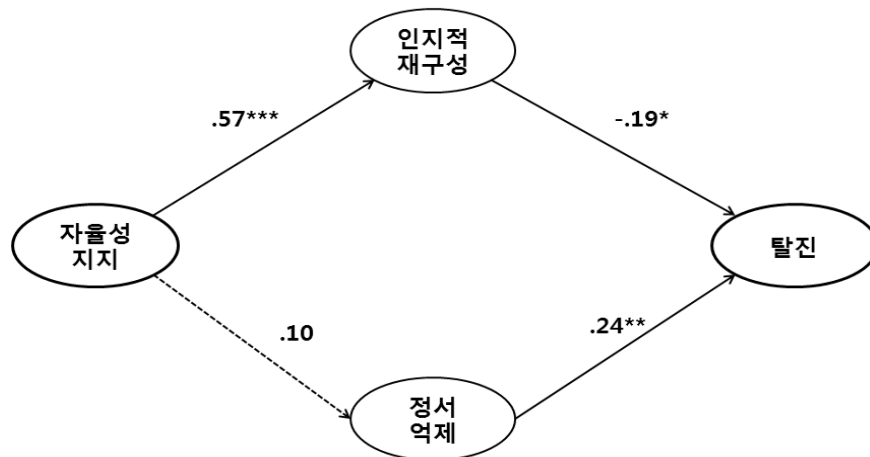 인지적
재구성
.57***
-.19*
자율성
지지
탈진
.10
.24**
정서
억제